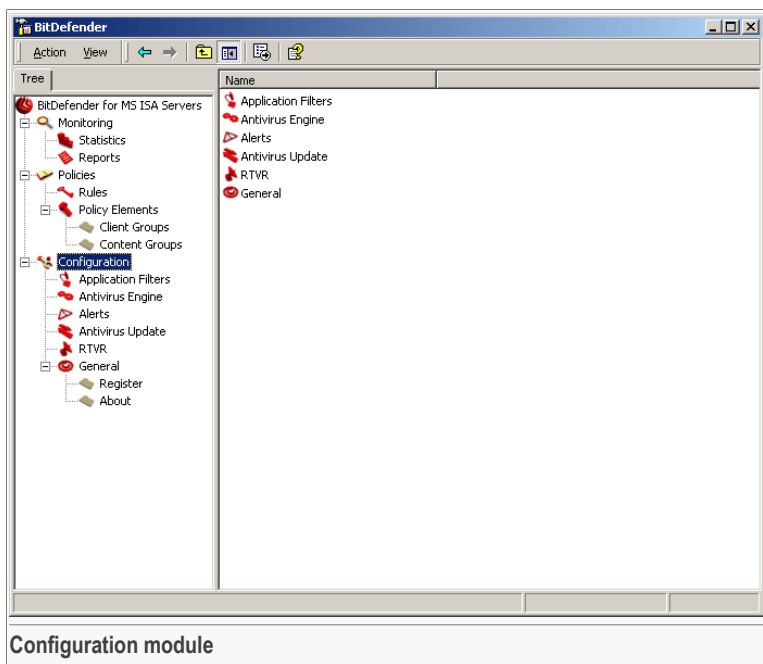 BitDefender
Action View
Tree
BitDefender for MS ISA Servers
Monitoring
Statistics
Reports
Policies
Rules
Policy Elements
Client Groups
Content Groups
Configuration
Application Filters
Antivirus Engine
Alerts
Antivirus Update
RTVR
General
Register
About
Name
Application Filters
Antivirus Engine
Alerts
Antivirus Update
RTVR
General
Configuration module